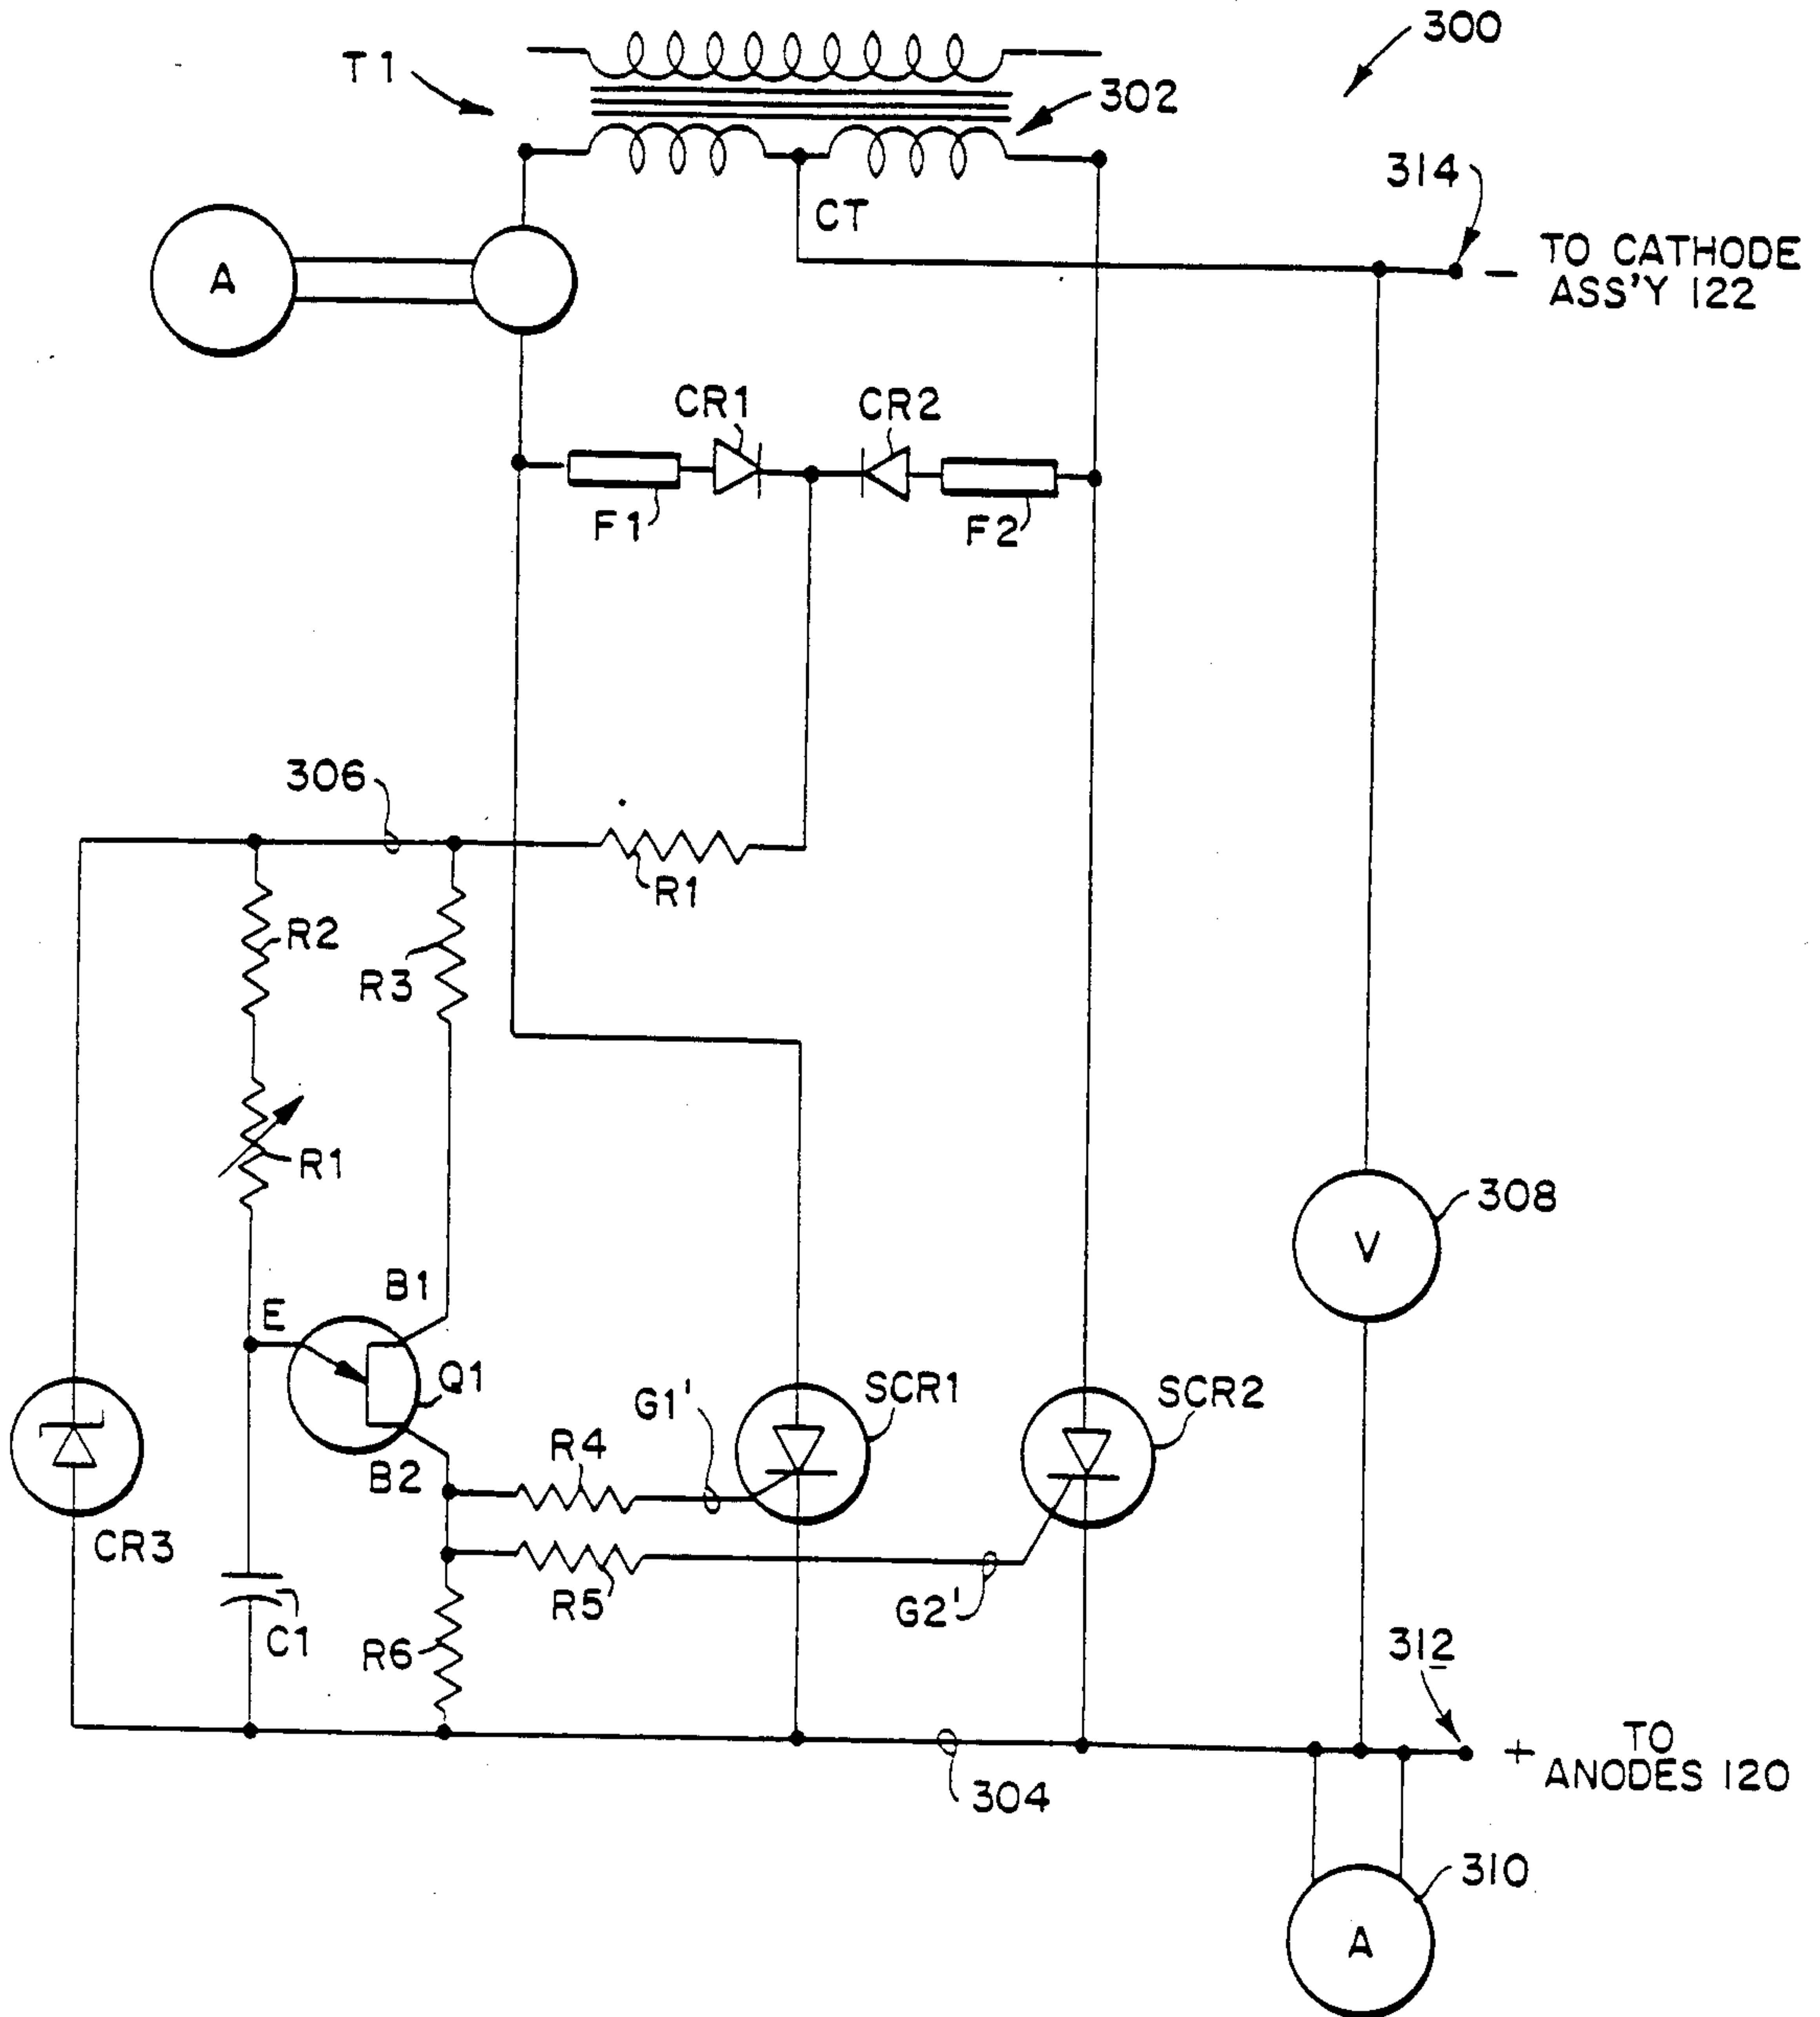 300
T1
302
314
CT
A
— TO CATHODE
ASS'Y 122
CR1
CR2
F1
F2
306
R1
R2
R3
R1
308
V
B1
E
Q1
SCR1
SCR2
G1'
R4
B2
CR3
R5
G2'
C1
R6
312
+ TO
ANODES 120
304
310
A